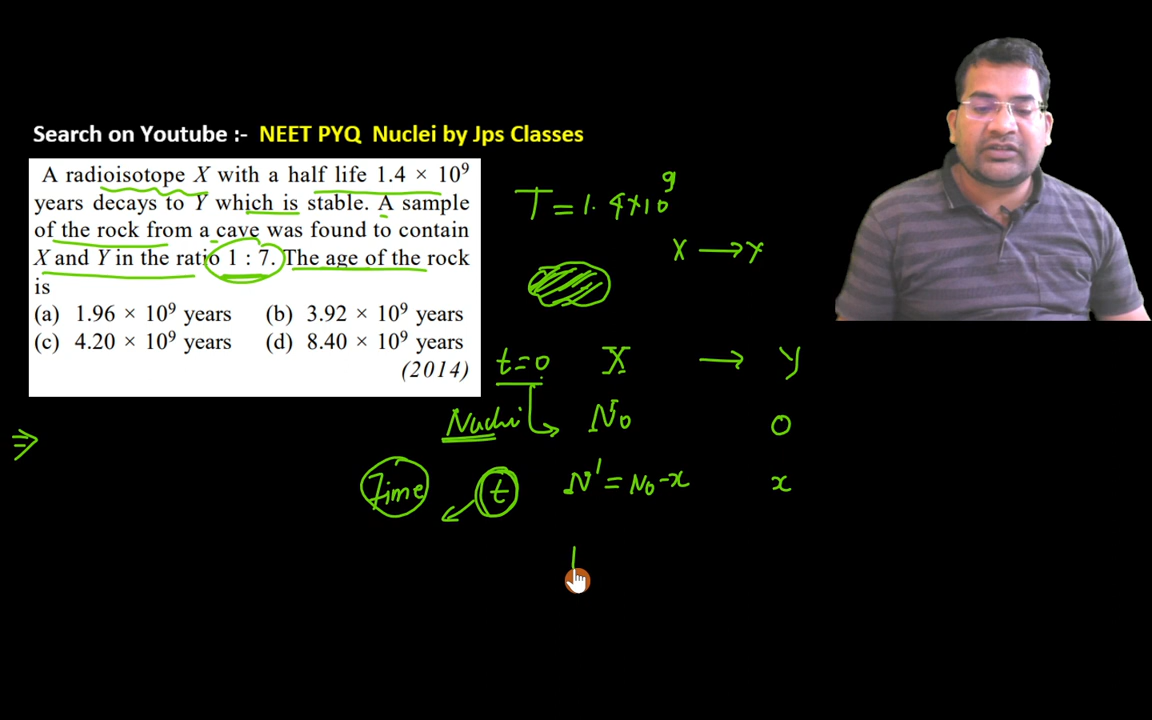 Search on Youtube :- NEET PYQ Nuclei by Jps Classes
A radioisotope X with a half life 1.4 × 10⁹
years decays to Y which is stable. A sample
of the rock from a cave was found to contain
X and Y in the ratio 1 : 7. The age of the rock
is
(a) 1.96 × 10⁹ years (b) 3.92 × 10⁹ years
(c) 4.20 × 10⁹ years (d) 8.40 × 10⁹ years
(2014)
T = 1.4×10⁹
X → Y
t=0 X → Y
Nuclii N₀ 0
⇒
Time t N' = N₀-x x